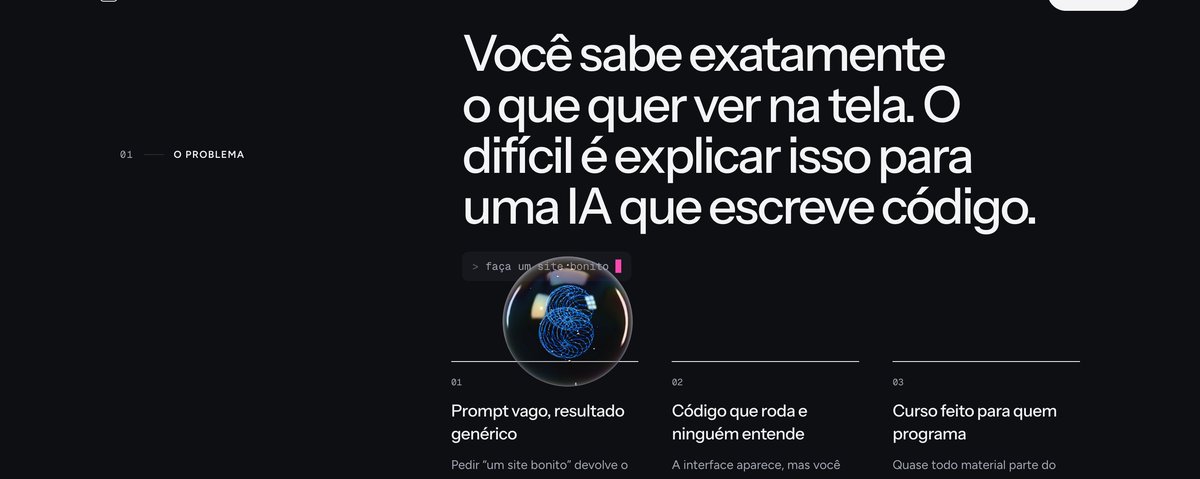 Você sabe exatamente
o que quer ver na tela. O
difícil é explicar isso para
uma IA que escreve código.
01 — O PROBLEMA
> faça um site bonito
01
Prompt vago, resultado
genérico
Pedir “um site bonito” devolve o
02
Código que roda e
ninguém entende
A interface aparece, mas você
03
Curso feito para quem
programa
Quase todo material parte do